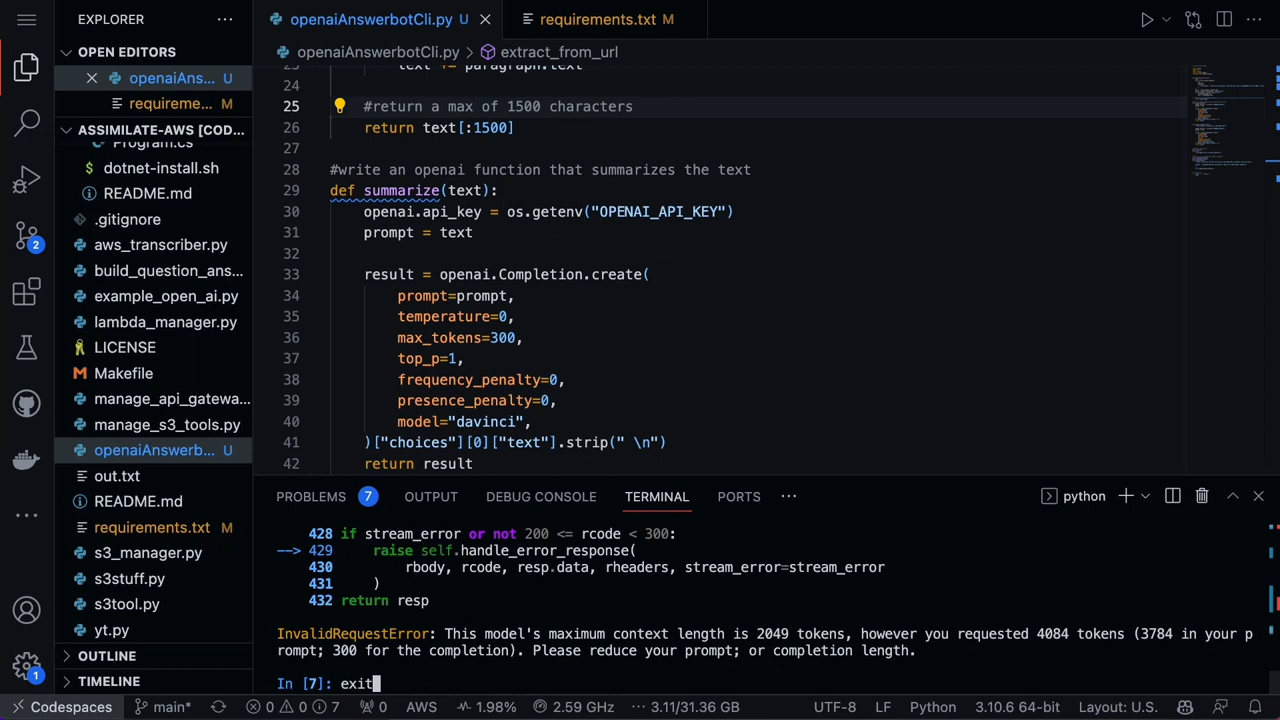 EXPLORER
OPEN EDITORS
openaiAns... U
requireme... M
ASSIMILATE-AWS [COD...
Program.cs
$ dotnet-install.sh
README.md
.gitignore
aws_transcriber.py
build_question_ans...
example_open_ai.py
lambda_manager.py
LICENSE
Makefile
manage_api_gatewa...
manage_s3_tools.py
openaiAnswerb... U
out.txt
README.md
requirements.txt M
s3_manager.py
s3stuff.py
s3tool.py
yt.py
OUTLINE
TIMELINE
2
1
openaiAnswerbotCli.py U
requirements.txt M
openaiAnswerbotCli.py > extract_from_url
23 text += paragraph.text
24
25 #return a max of 1500 characters
26 return text[:1500]
27
28 #write an openai function that summarizes the text
29 def summarize(text):
30 openai.api_key = os.getenv("OPENAI_API_KEY")
31 prompt = text
32
33 result = openai.Completion.create(
34 prompt=prompt,
35 temperature=0,
36 max_tokens=300,
37 top_p=1,
38 frequency_penalty=0,
39 presence_penalty=0,
40 model="davinci",
41 )["choices"][0]["text"].strip(" \n")
42 return result
PROBLEMS 7 OUTPUT DEBUG CONSOLE TERMINAL PORTS ... python
428 if stream_error or not 200 <= rcode < 300:
--> 429 raise self.handle_error_response(
430 rbody, rcode, resp.data, rheaders, stream_error=stream_error
431 )
432 return resp
InvalidRequestError: This model's maximum context length is 2049 tokens, however you requested 4084 tokens (3784 in your p
rompt; 300 for the completion). Please reduce your prompt; or completion length.
In [7]: exit
Codespaces main* 0 0 7 0 AWS 1.98% 2.59 GHz 3.11/31.36 GB UTF-8 LF Python 3.10.6 64-bit Layout: U.S.